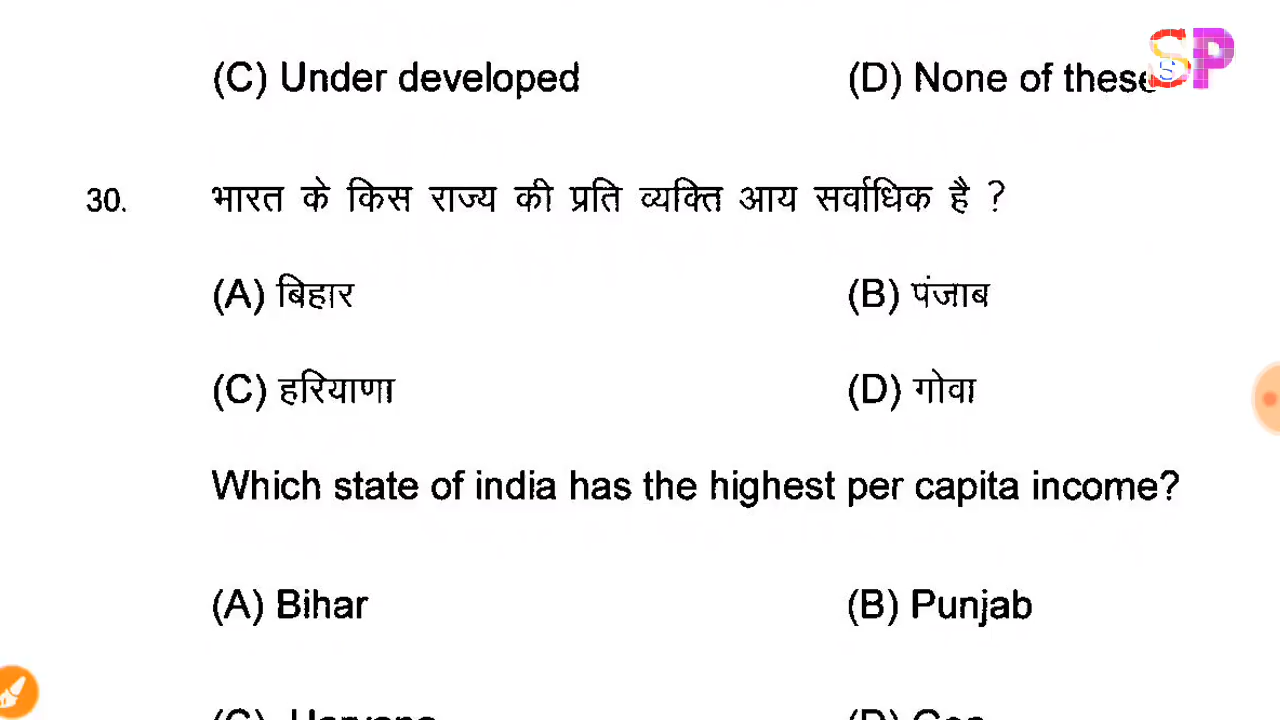 (C) Under developed (D) None of these
SP
30. भारत के किस राज्य की प्रति व्यक्ति आय सर्वाधिक है ?
(A) बिहार (B) पंजाब
(C) हरियाणा (D) गोवा
Which state of india has the highest per capita income?
(A) Bihar (B) Punjab
(C) Haryana (D) Goa